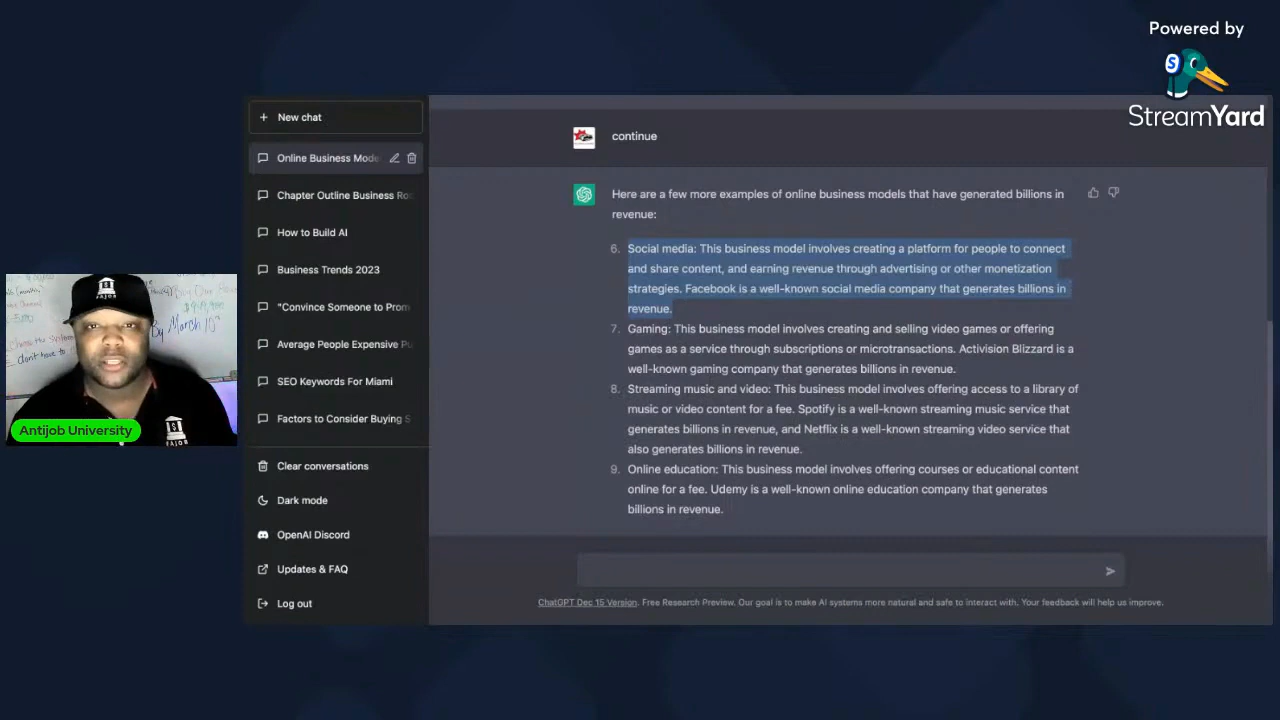 Powered by
StreamYard
New chat
Online Business Mode
Chapter Outline Business Ro
How to Build AI
Business Trends 2023
"Convince Someone to Prom
Average People Expensive Pu
SEO Keywords For Miami
Factors to Consider Buying S
Clear conversations
Dark mode
OpenAI Discord
Updates & FAQ
Log out
continue
Here are a few more examples of online business models that have generated billions in
revenue:
6. Social media: This business model involves creating a platform for people to connect
and share content, and earning revenue through advertising or other monetization
strategies. Facebook is a well-known social media company that generates billions in
revenue.
7. Gaming: This business model involves creating and selling video games or offering
games as a service through subscriptions or microtransactions. Activision Blizzard is a
well-known gaming company that generates billions in revenue.
8. Streaming music and video: This business model involves offering access to a library of
music or video content for a fee. Spotify is a well-known streaming music service that
generates billions in revenue, and Netflix is a well-known streaming video service that
also generates billions in revenue.
9. Online education: This business model involves offering courses or educational content
online for a fee. Udemy is a well-known online education company that generates
billions in revenue.
ChatGPT Dec 15 Version. Free Research Preview. Our goal is to make AI systems more natural and safe to interact with. Your feedback will help us improve.
By March 10th
dont have to
Antijob University